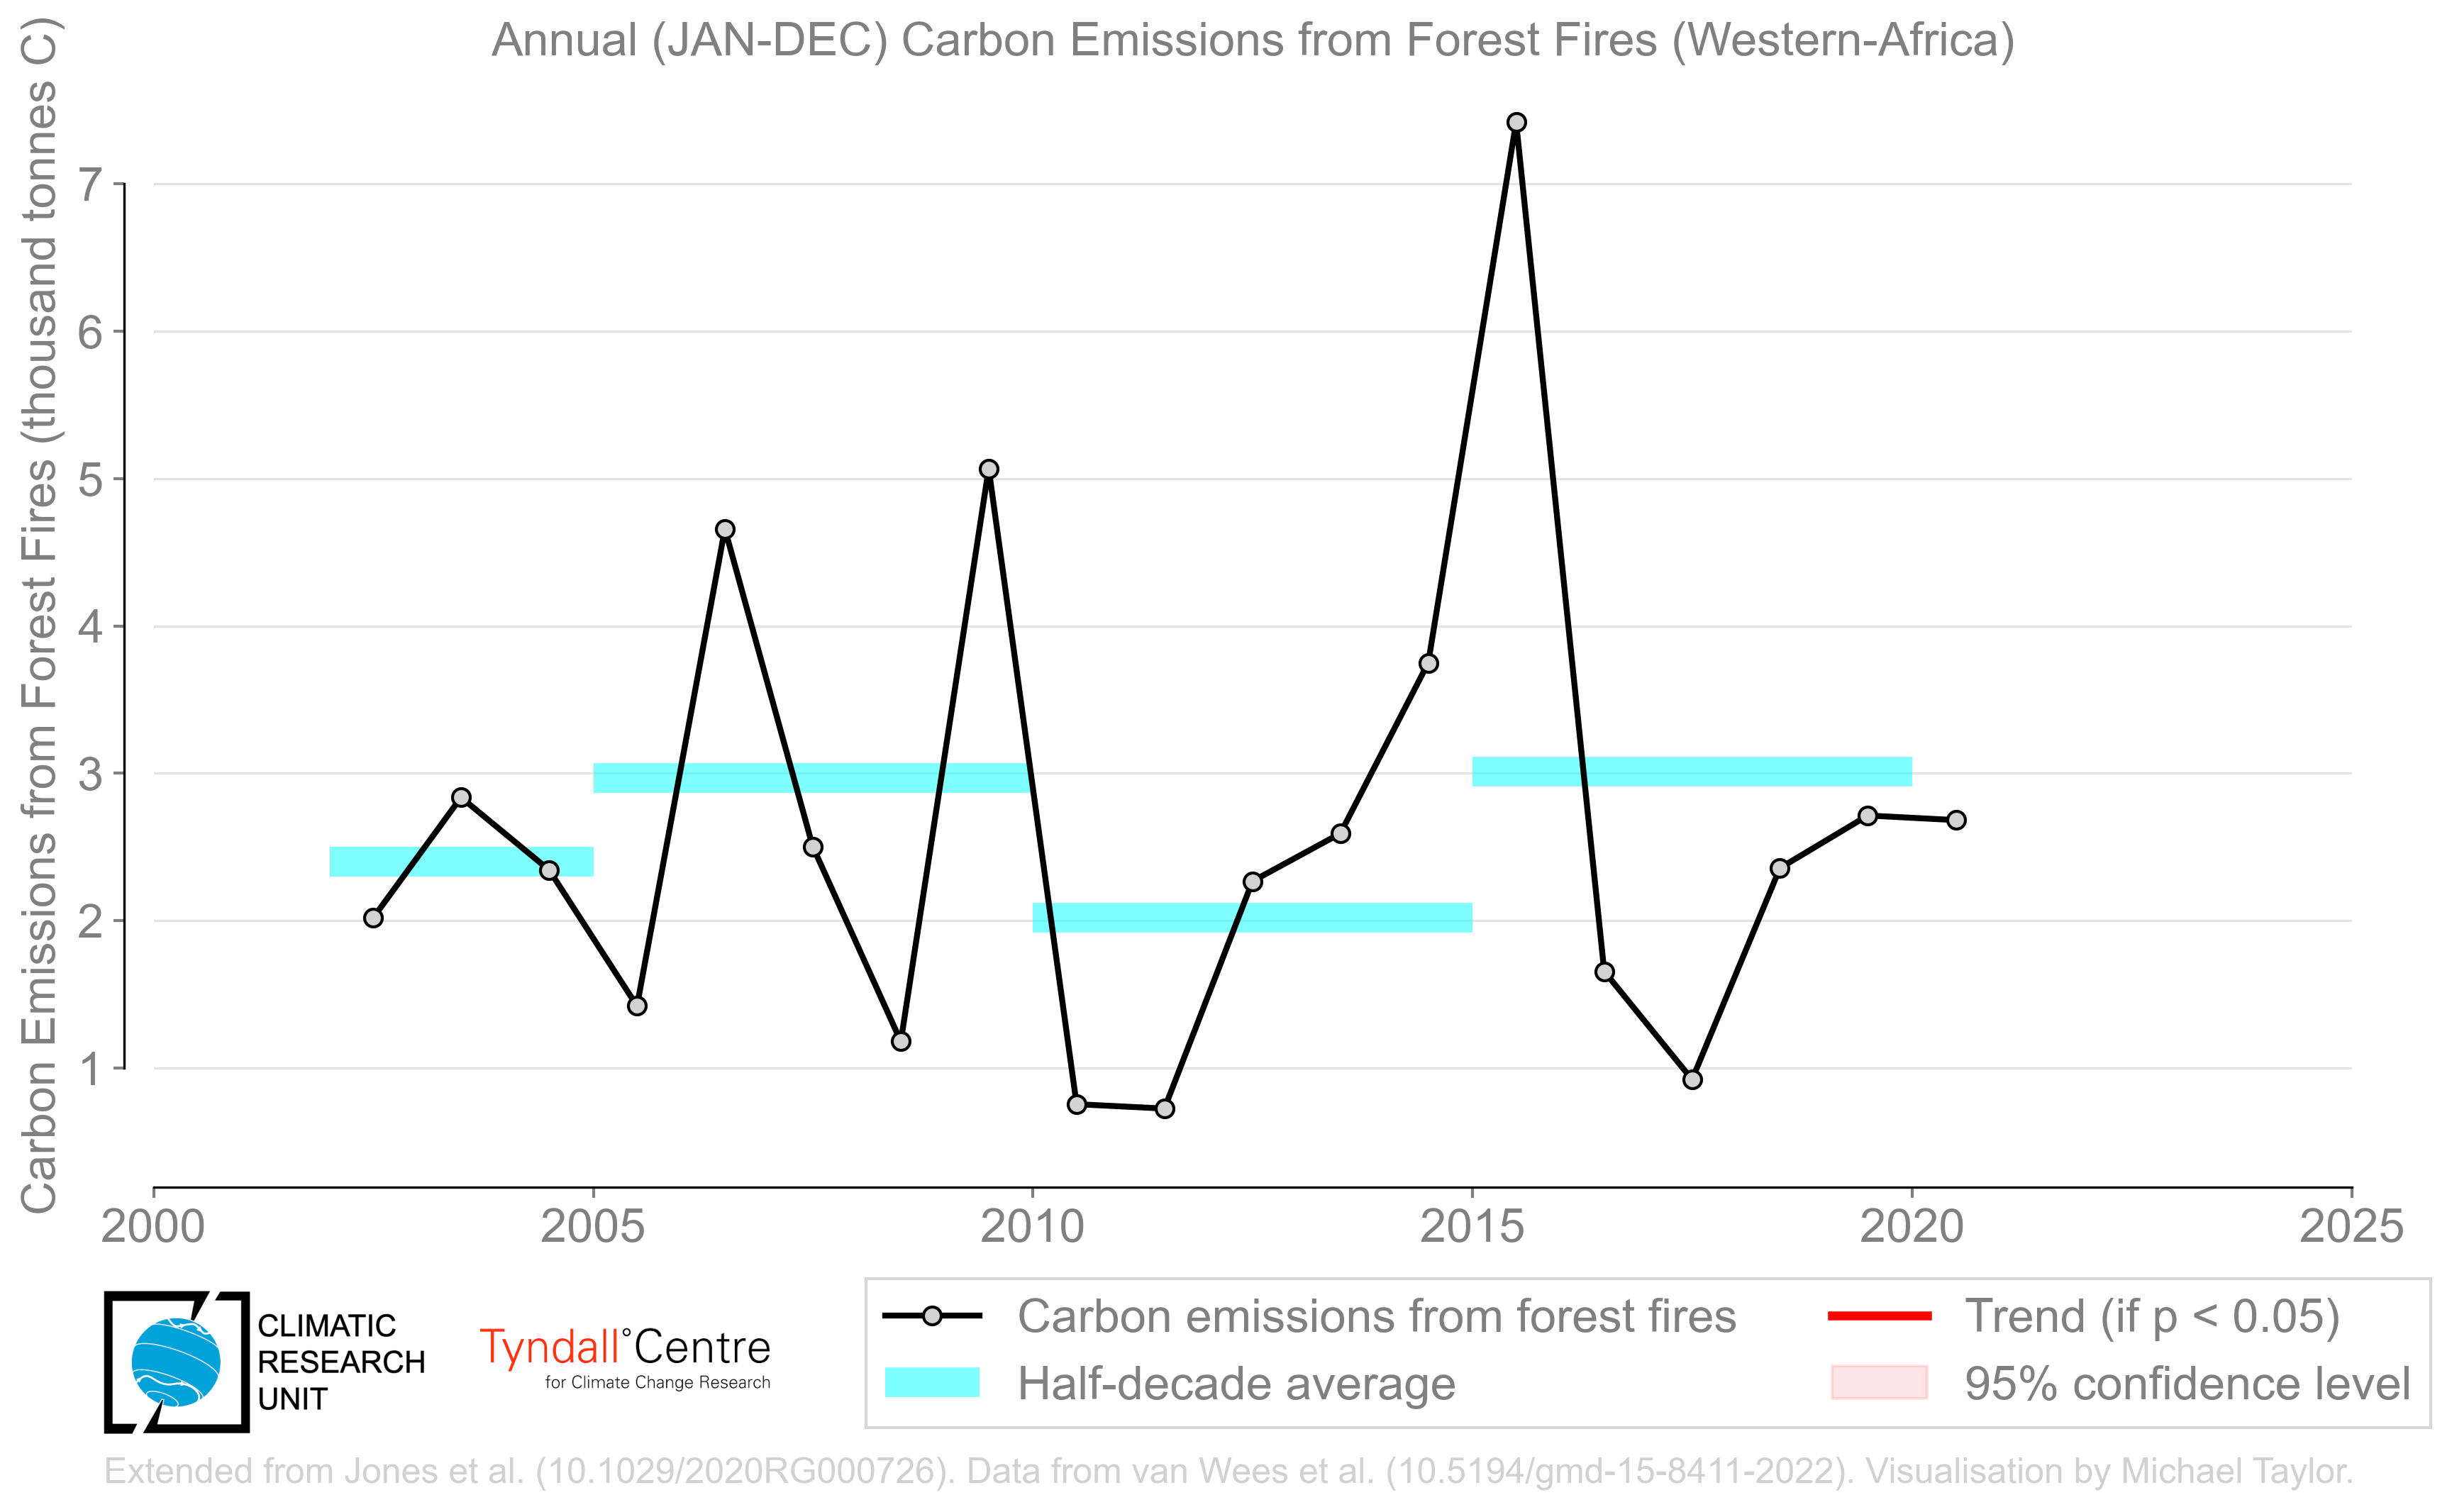 Annual (JAN-DEC) Carbon Emissions from Forest Fires (Western-Africa)
Carbon Emissions from Forest Fires (thousand tonnes C)
7
6
5
4
3
2
1
2000
2005
2010
2015
2020
2025
CLIMATIC
RESEARCH
UNIT
Tyndall°Centre
for Climate Change Research
Carbon emissions from forest fires
Half-decade average
Trend (if p < 0.05)
95% confidence level
Extended from Jones et al. (10.1029/2020RG000726). Data from van Wees et al. (10.5194/gmd-15-8411-2022). Visualisation by Michael Taylor.